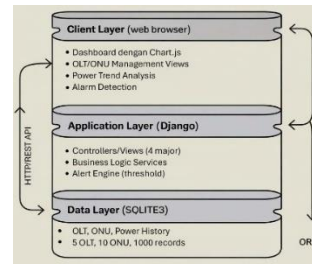 Client Layer (web browser)
• Dashboard dengan Chart.js
• OLT/ONU Management Views
• Power Trend Analysis
• Alarm Detection
HTTP/REST API
Application Layer (Django)
• Controllers/Views (4 major)
• Business Logic Services
• Alert Engine (threshold)
Data Layer (SQLITE3)
• OLT, ONU, Power History
• 5 OLT, 10 ONU, 1000 records
OR